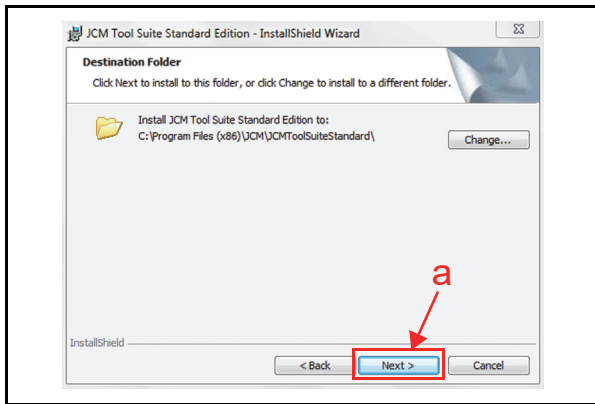 JCM Tool Suite Standard Edition - InstallShield Wizard
Destination Folder
Click Next to install to this folder, or click Change to install to a different folder.
Install JCM Tool Suite Standard Edition to:
C:\Program Files (x86)\JCM\JCMToolSuiteStandard\
Change...
a
InstallShield
< Back Next > Cancel